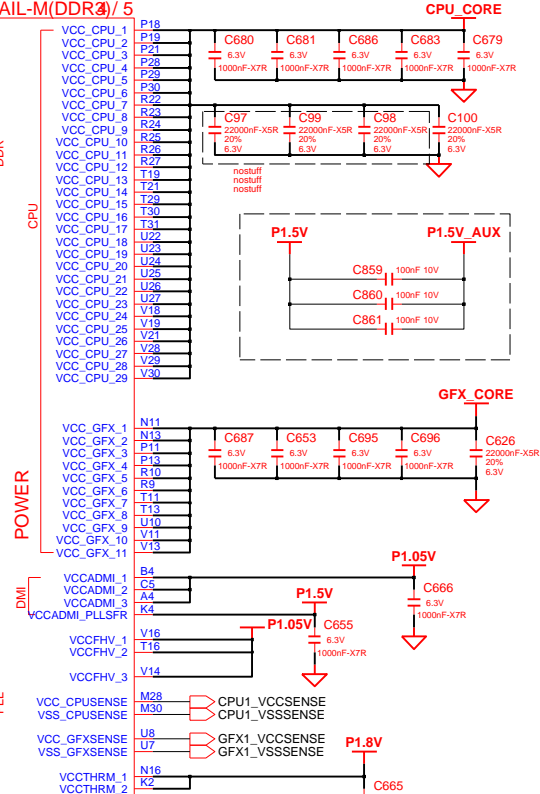 AIL-M(DDR3)/ 5
CPU_CORE
VCC_CPU_1 P18
VCC_CPU_2 P19
VCC_CPU_3 P21
VCC_CPU_4 P28
VCC_CPU_5 P29
VCC_CPU_6 P30
VCC_CPU_7 R22
VCC_CPU_8 R23
VCC_CPU_9 R24
VCC_CPU_10 R25
VCC_CPU_11 R26
VCC_CPU_12 R27
VCC_CPU_13 T19
VCC_CPU_14 T21
VCC_CPU_15 T29
VCC_CPU_16 T30
VCC_CPU_17 T31
VCC_CPU_18 U22
VCC_CPU_19 U23
VCC_CPU_20 U24
VCC_CPU_21 U25
VCC_CPU_22 U26
VCC_CPU_23 U27
VCC_CPU_24 V18
VCC_CPU_25 V19
VCC_CPU_26 V21
VCC_CPU_27 V28
VCC_CPU_28 V29
VCC_CPU_29 V30
DDR
CPU
C680 C681 C686 C683 C679
6.3V 6.3V 6.3V 6.3V 6.3V
1000nF-X7R 1000nF-X7R 1000nF-X7R 1000nF-X7R 1000nF-X7R
C97 C99 C98 C100
22000nF-X5R 22000nF-X5R 22000nF-X5R 22000nF-X5R
20% 20% 20% 20%
6.3V 6.3V 6.3V 6.3V
nostuff
nostuff
nostuff
P1.5V P1.5V_AUX
C859 100nF 10V
C860 100nF 10V
C861 100nF 10V
GFX_CORE
VCC_GFX_1 N11
VCC_GFX_2 N13
VCC_GFX_3 P11
VCC_GFX_4 P13
VCC_GFX_5 R10
VCC_GFX_6 R9
VCC_GFX_7 T11
VCC_GFX_8 T13
VCC_GFX_9 U10
VCC_GFX_10 V11
VCC_GFX_11 V13
C687 C653 C695 C696 C626
6.3V 6.3V 6.3V 6.3V 22000nF-X5R
1000nF-X7R 1000nF-X7R 1000nF-X7R 1000nF-X7R 20%
6.3V
POWER
P1.05V
DMI
VCCADMI_1 B4
VCCADMI_2 C5
VCCADMI_3 A4
VCCADMI_PLLSFR K4
C666
6.3V
1000nF-X7R
P1.5V
P1.05V
C655
6.3V
1000nF-X7R
VCCFHV_1 V16
VCCFHV_2 T16
VCCFHV_3 V14
PLL
VCC_CPUSENSE M28 CPU1_VCCSENSE
VSS_CPUSENSE M30 CPU1_VSSSENSE
VCC_GFXSENSE U8 GFX1_VCCSENSE
VSS_GFXSENSE U7 GFX1_VSSSENSE
P1.8V
VCCTHRM_1 N16
VCCTHRM_2 K2
C665